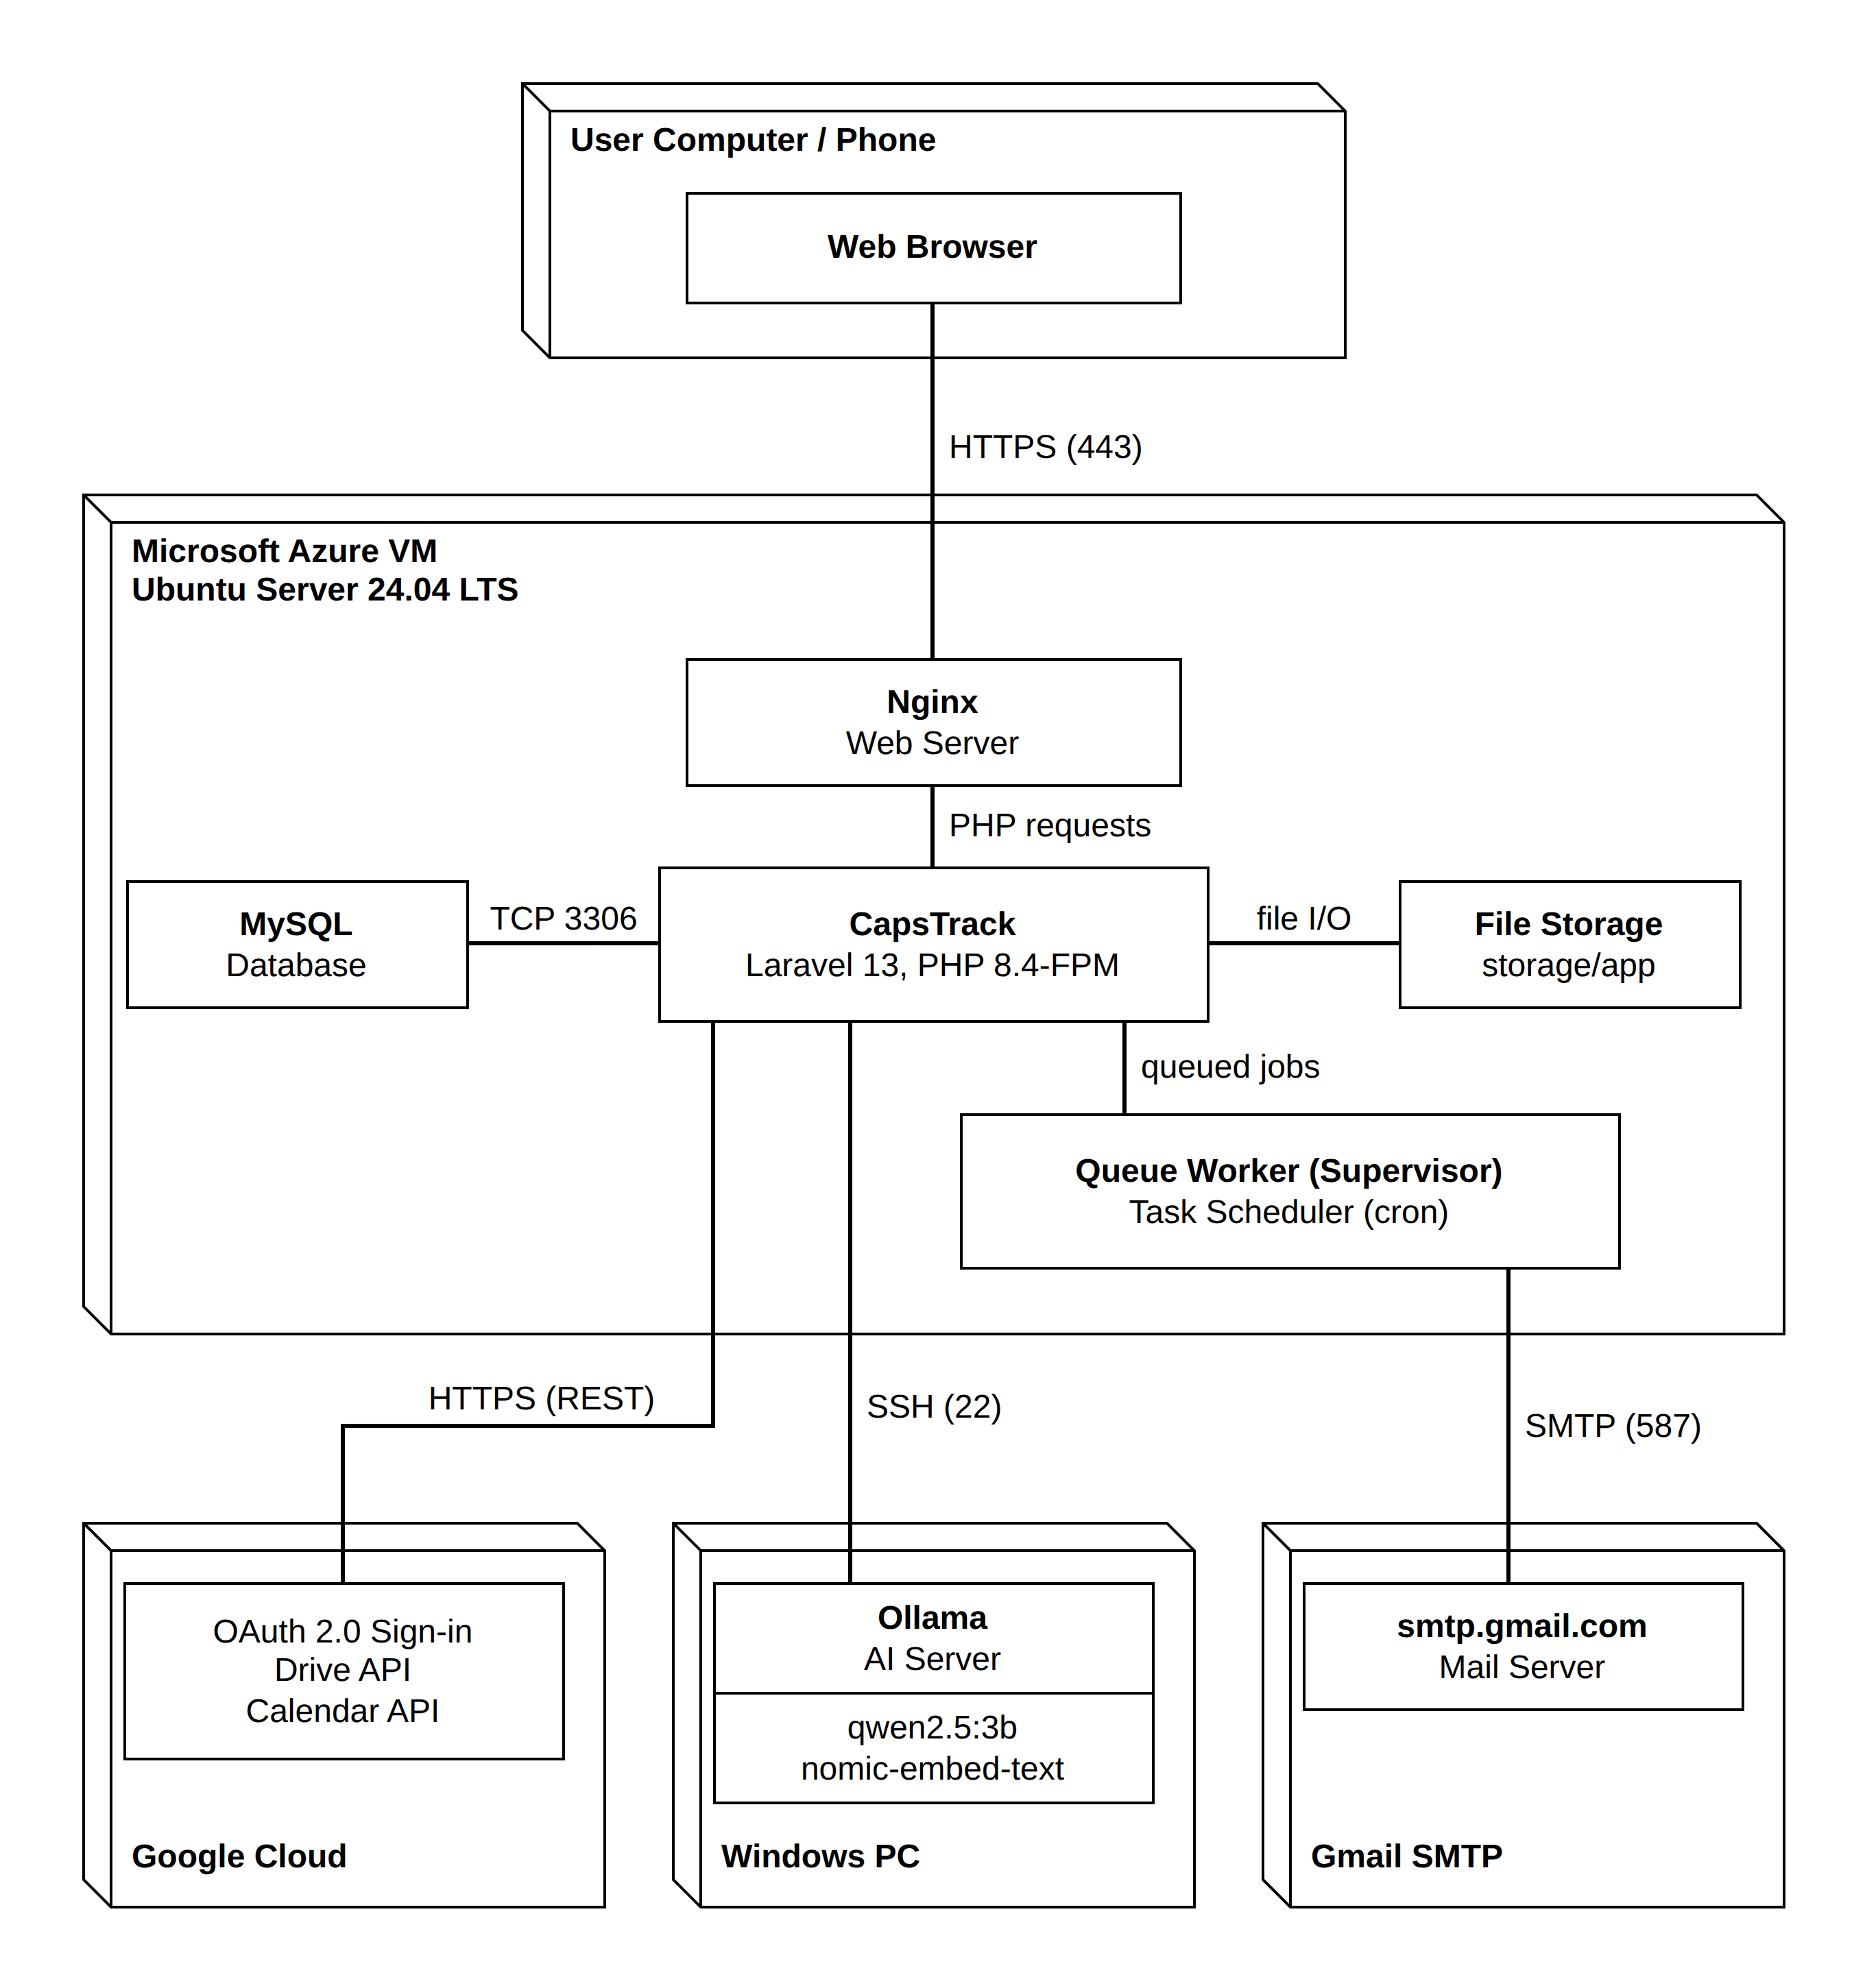 User Computer / Phone
Web Browser
HTTPS (443)
Microsoft Azure VM
Ubuntu Server 24.04 LTS
Nginx
Web Server
PHP requests
MySQL
Database
TCP 3306
CapsTrack
Laravel 13, PHP 8.4-FPM
file I/O
File Storage
storage/app
queued jobs
Queue Worker (Supervisor)
Task Scheduler (cron)
HTTPS (REST)
SSH (22)
SMTP (587)
OAuth 2.0 Sign-in
Drive API
Calendar API
Google Cloud
Ollama
AI Server
qwen2.5:3b
nomic-embed-text
Windows PC
smtp.gmail.com
Mail Server
Gmail SMTP